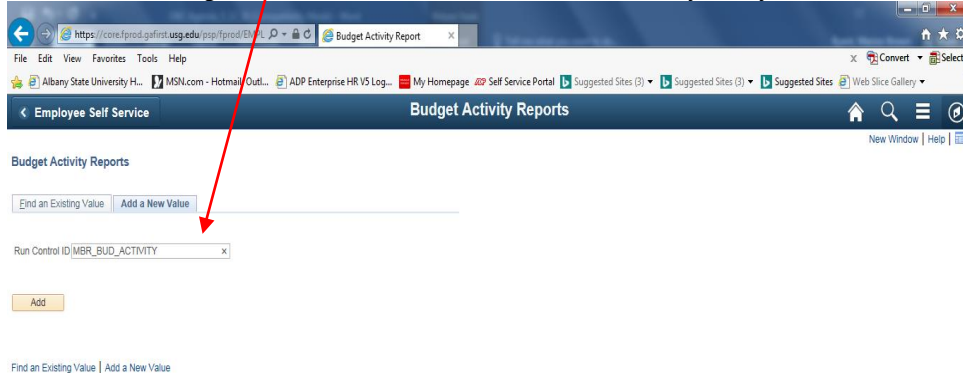 https://core.fprod.gafirst.usg.edu/psp/fprod/EMPL Budget Activity Report x
File Edit View Favorites Tools Help x Convert Select
Albany State University H... MSN.com - Hotmail, Outl... ADP Enterprise HR V5 Log... My Homepage Self Service Portal Suggested Sites (3) Suggested Sites (3) Suggested Sites Web Slice Gallery
Employee Self Service Budget Activity Reports
New Window | Help |
Budget Activity Reports
Find an Existing Value Add a New Value
Run Control ID MBR_BUD_ACTIVITY x
Add
Find an Existing Value | Add a New Value